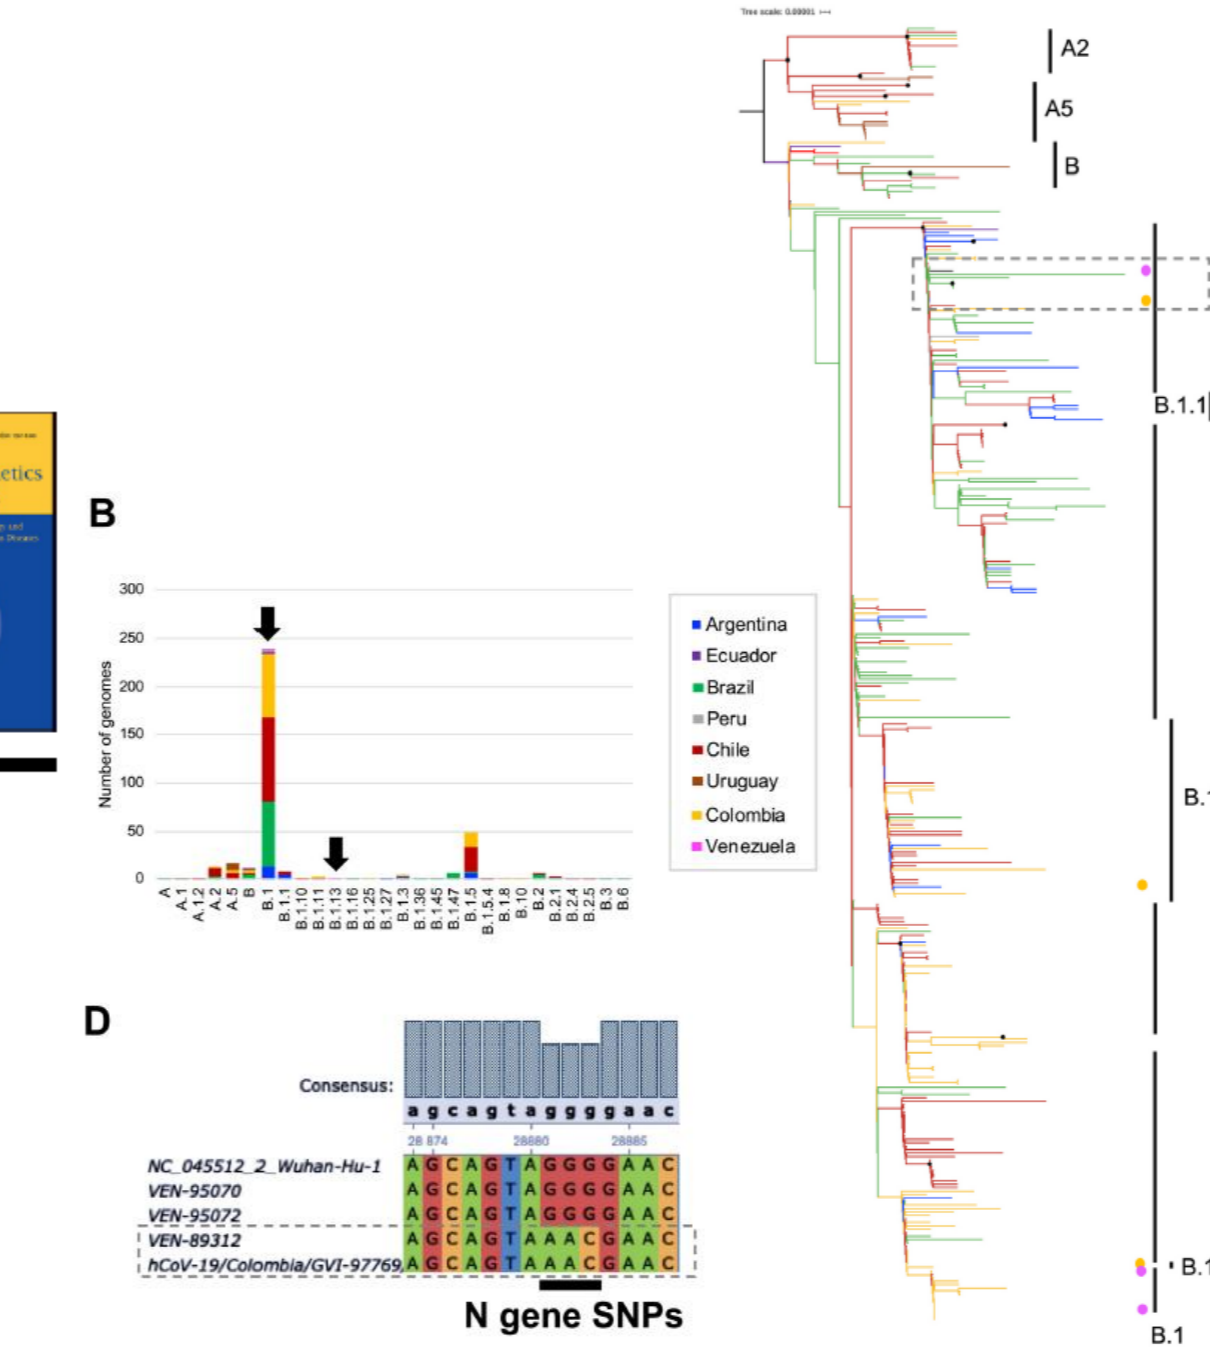 Tree scale: 0.00001
A2
A5
B
B.1.1
B.1
B.1
B.1
etics
B
300
250
200
150
100
50
0
Number of genomes
A
A.1
A.1.2
A.2
A.5
B
B.1
B.1.1
B.1.10
B.1.11
B.1.13
B.1.16
B.1.25
B.1.27
B.1.3
B.1.36
B.1.45
B.1.47
B.1.5
B.1.5.4
B.1.8
B.10
B.2
B.2.1
B.2.4
B.2.5
B.3
B.6
Argentina
Ecuador
Brazil
Peru
Chile
Uruguay
Colombia
Venezuela
D
Consensus:
a g c a g t a g g g g a a c
28 874 28880 28885
NC_045512_2_Wuhan-Hu-1 A G C A G T A G G G G A A C
VEN-95070 A G C A G T A G G G G A A C
VEN-95072 A G C A G T A G G G G A A C
VEN-89312 A G C A G T A A A C G A A C
hCoV-19/Colombia/GVI-97769/ A G C A G T A A A C G A A C
N gene SNPs